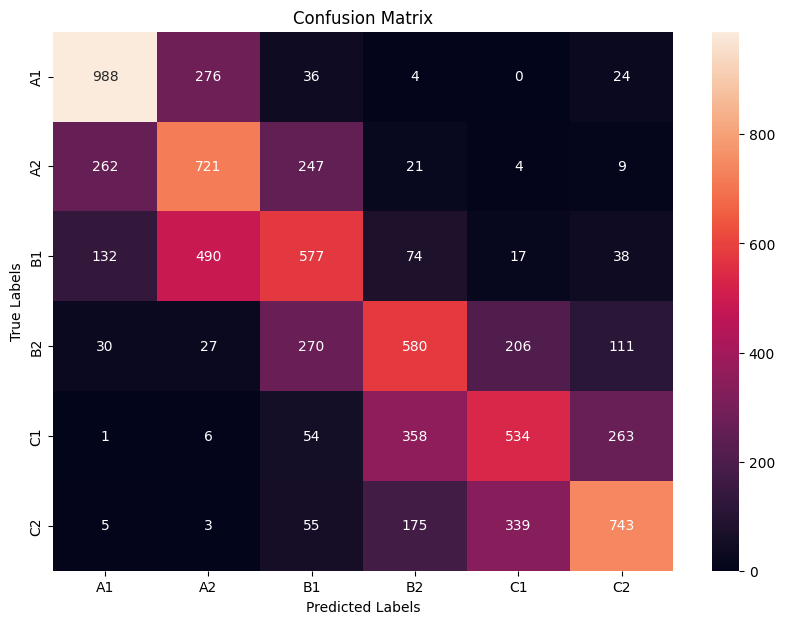 Confusion Matrix
A1 988 276 36 4 0 24
A2 262 721 247 21 4 9
B1 132 490 577 74 17 38
B2 30 27 270 580 206 111
C1 1 6 54 358 534 263
C2 5 3 55 175 339 743
A1 A2 B1 B2 C1 C2
Predicted Labels
True Labels
800
600
400
200
0